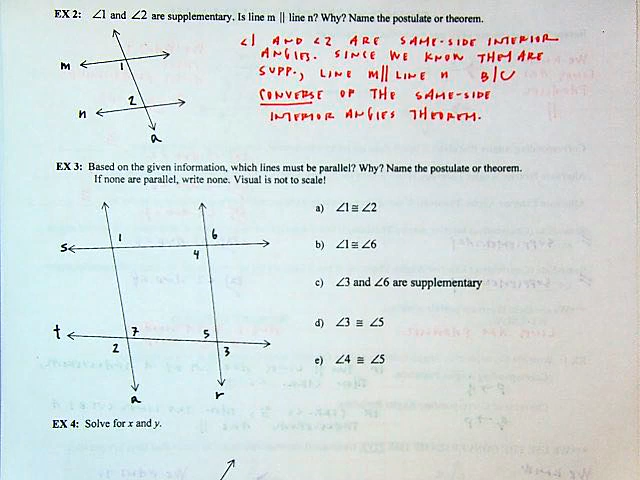 EX 2: ∠1 and ∠2 are supplementary. Is line m || line n? Why? Name the postulate or theorem.
∠1 AND ∠2 ARE SAME-SIDE INTERIOR
ANGLES. SINCE WE KNOW THEY ARE
SUPP., LINE m || LINE n B/C
CONVERSE OF THE SAME-SIDE
INTERIOR ANGLES THEOREM.
m
1
n
2
a
EX 3: Based on the given information, which lines must be parallel? Why? Name the postulate or theorem.
If none are parallel, write none. Visual is not to scale!
a) ∠1 ≅ ∠2
b) ∠1 ≅ ∠6
c) ∠3 and ∠6 are supplementary
d) ∠3 ≅ ∠5
e) ∠4 ≅ ∠5
s 1 4 6
t 2 7 5 3
a r
EX 4: Solve for x and y.